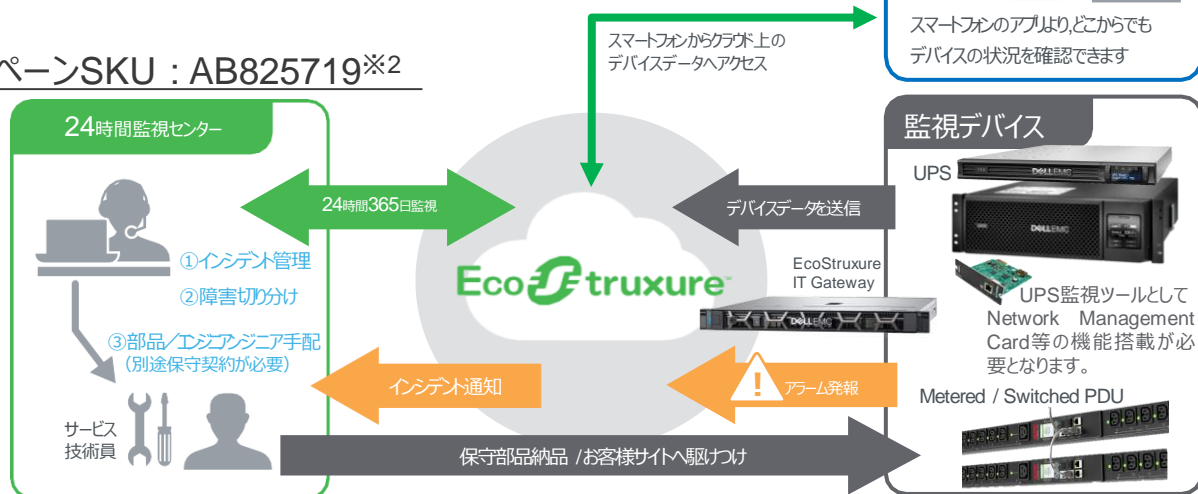 スマートフォンのアプリより,どこからでも
デバイスの状況を確認できます
スマートフォンからクラウド上の
デバイスデータへアクセス
ペーンSKU：AB825719※2
24時間監視センター
①インシデント管理
②障害切り分け
③部品/エンジニアンジニア手配
（別途保守契約が必要）
サービス
技術員
24時間365日監視
EcoStruxure
デバイスデータを送信
EcoStruxure
IT Gateway
DELLEMC
インシデント通知
アラーム発報
!
保守部品納品 /お客様サイトへ駆けつけ
監視デバイス
UPS
DELLEMC
DELLEMC
UPS監視ツールとして
Network Management
Card等の機能搭載が必
要となります。
Metered / Switched PDU